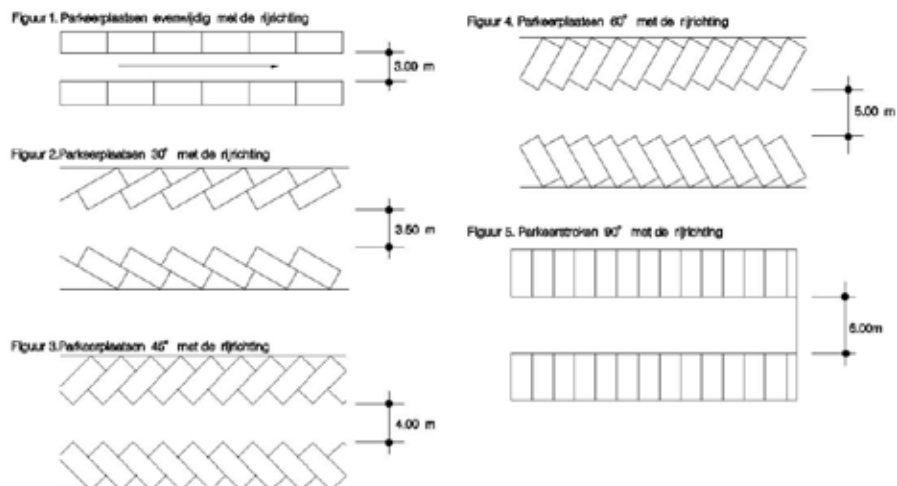 Figuur 1. Parkeerplaatsen evenwijdig met de rijrichting
3.00 m
Figuur 2.Parkeerplaatsen 30° met de rijrichting
3.50 m
Figuur 3.Parkeerplaatsen 45° met de rijrichting
4.00 m
Figuur 4. Parkeerplaatsen 60° met de rijrichting
5.00 m
Figuur 5. Parkeerstroken 90° met de rijrichting